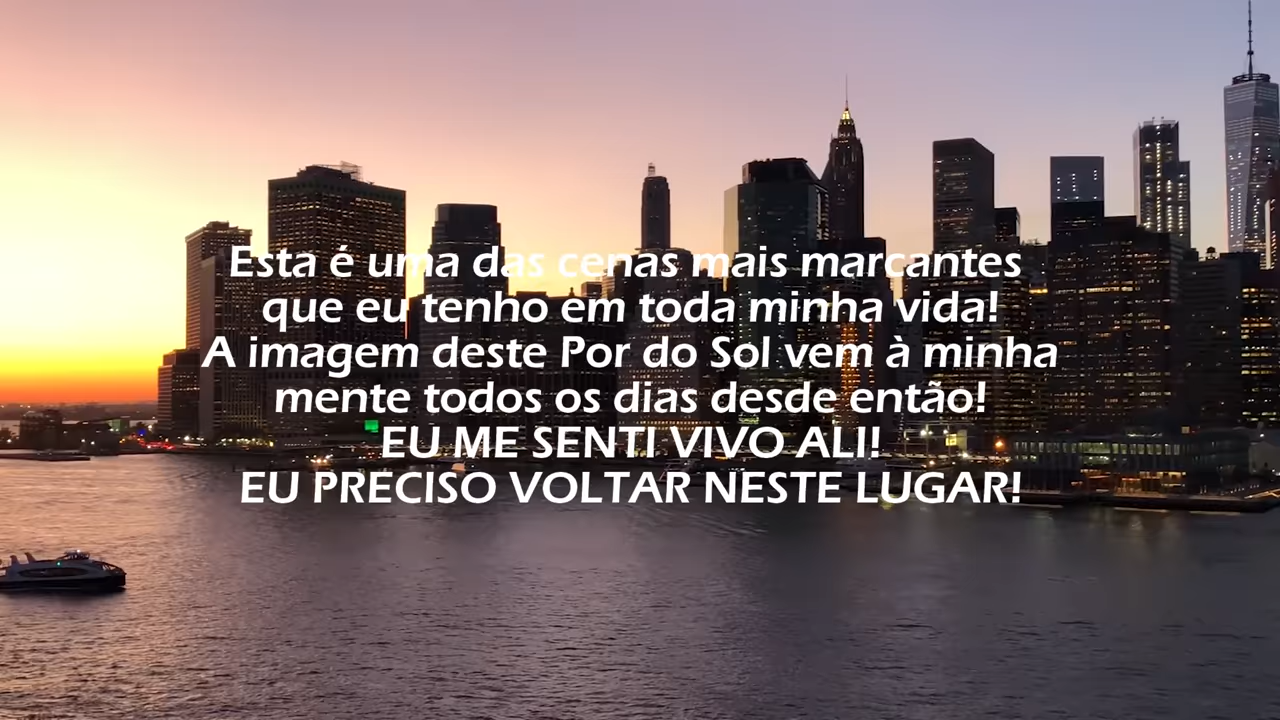 Esta é uma das cenas mais marcantes
que eu tenho em toda minha vida!
A imagem deste Por do Sol vem à minha
mente todos os dias desde então!
EU ME SENTI VIVO ALI!
EU PRECISO VOLTAR NESTE LUGAR!